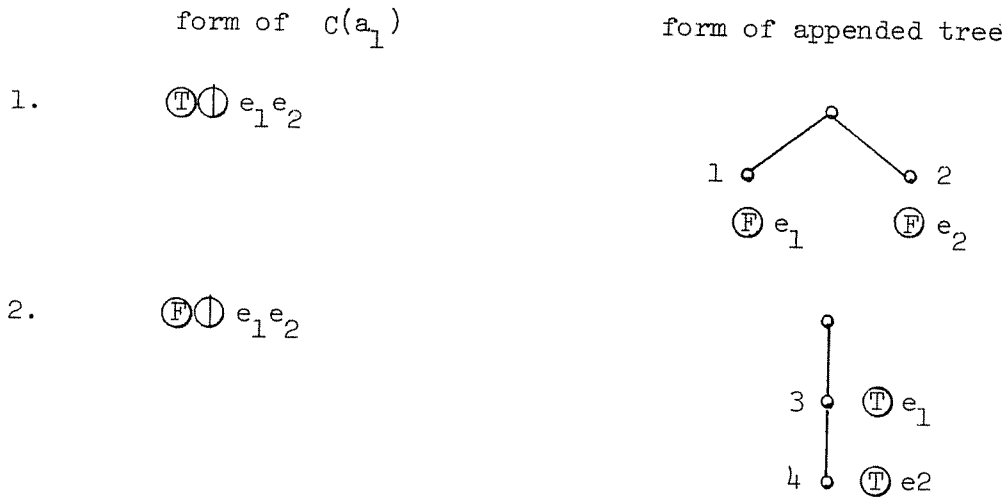 form of C(a₁) form of appended tree
1. Ⓣ⦶ e₁e₂
1 2
Ⓕ e₁ Ⓕ e₂
2. Ⓕ⦶ e₁e₂
3 Ⓣ e₁
4 Ⓣ e2